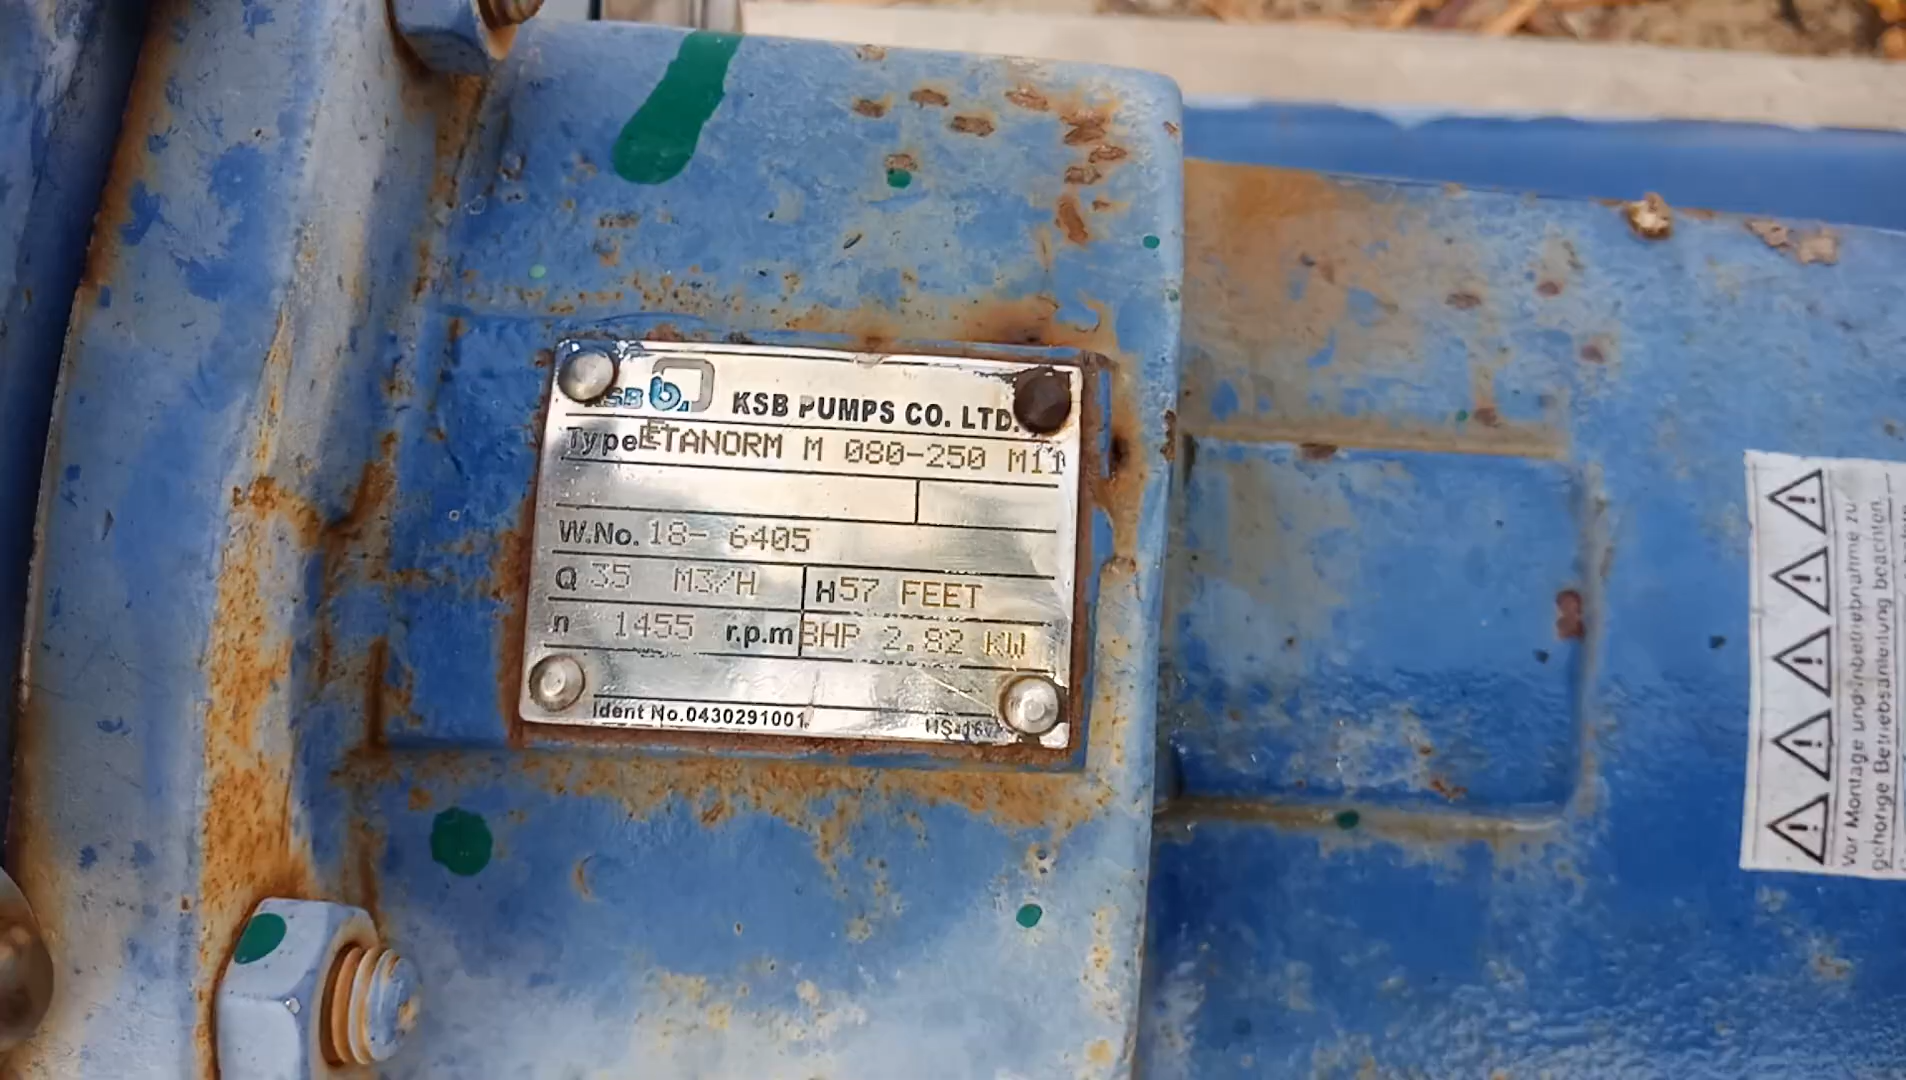 KSB KSB PUMPS CO. LTD.
Type ETANORM M 080-250 M11
W.No. 18- 6405
Q 35 M3/H H 57 FEET
n 1455 r.p.m BHP 2.82 KW
Ident No.0430291001
Vor Montage und Inbetriebnahme zu
gehörige Betriebsanleitung beachten